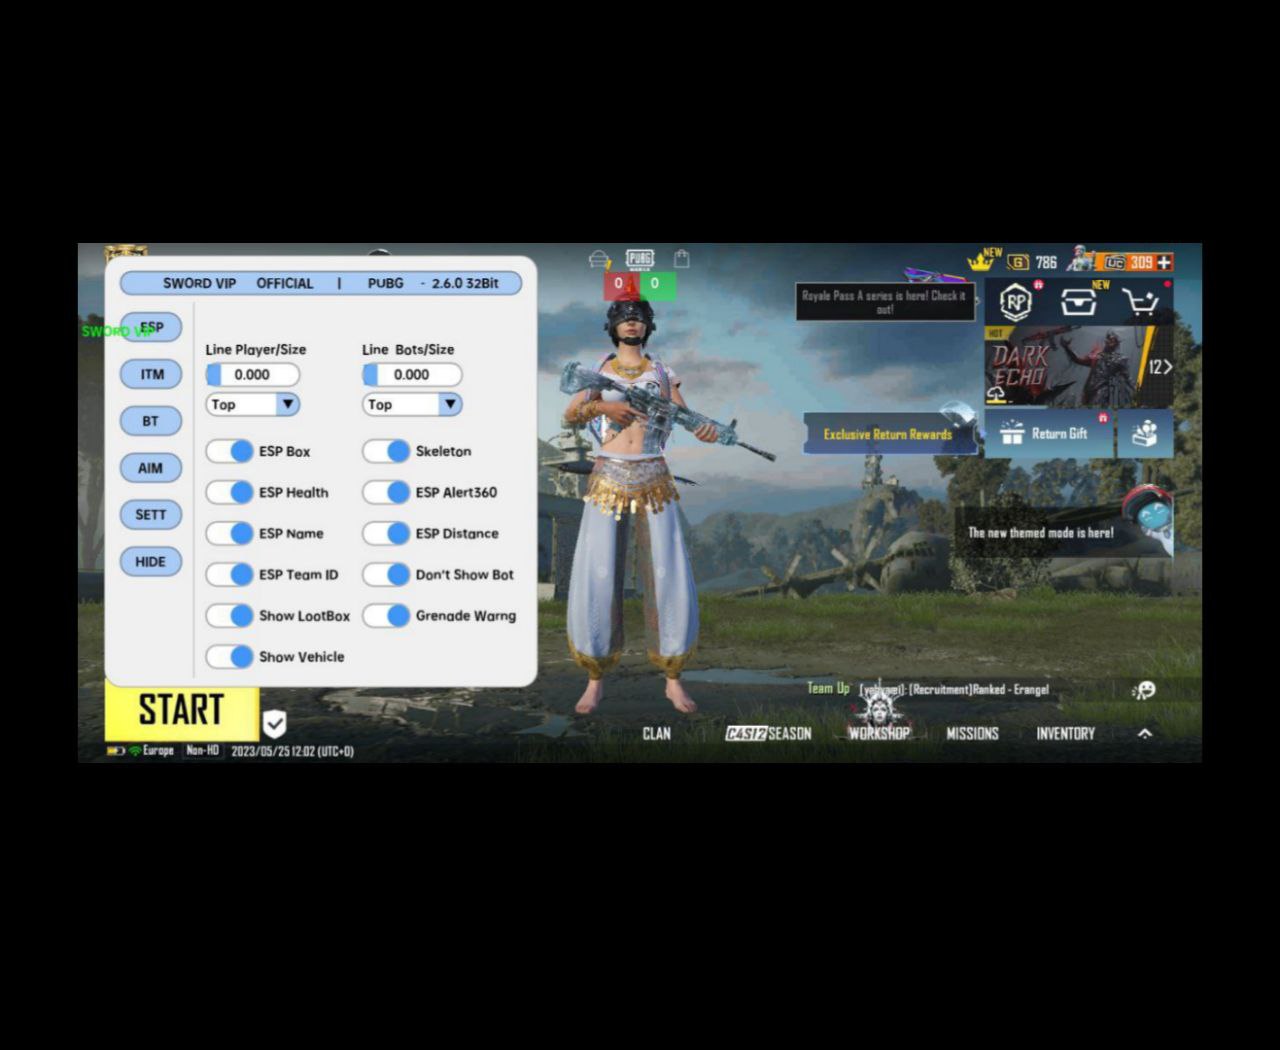 SWORD VIP OFFICIAL | PUBG - 2.6.0 32Bit
ESP
SWORD VIP
ITM
BT
AIM
SETT
HIDE
Line Player/Size
Line Bots/Size
0.000
0.000
Top
Top
ESP Box
Skeleton
ESP Health
ESP Alert360
ESP Name
ESP Distance
ESP Team ID
Don't Show Bot
Show LootBox
Grenade Warng
Show Vehicle
START
Europe Non-HD 2023/05/25 12:02 (UTC+0)
PUBG
0 0
NEW
G 786
UC 309 +
Royale Pass A series is here! Check it
out!
RP
NEW
HOT
DARK
ECHO
12>
Exclusive Return Rewards
Return Gift
The new themed mode is here!
Team Up
[Recruitment]Ranked - Erangel
CLAN
C4S12 SEASON
WORKSHOP
MISSIONS
INVENTORY